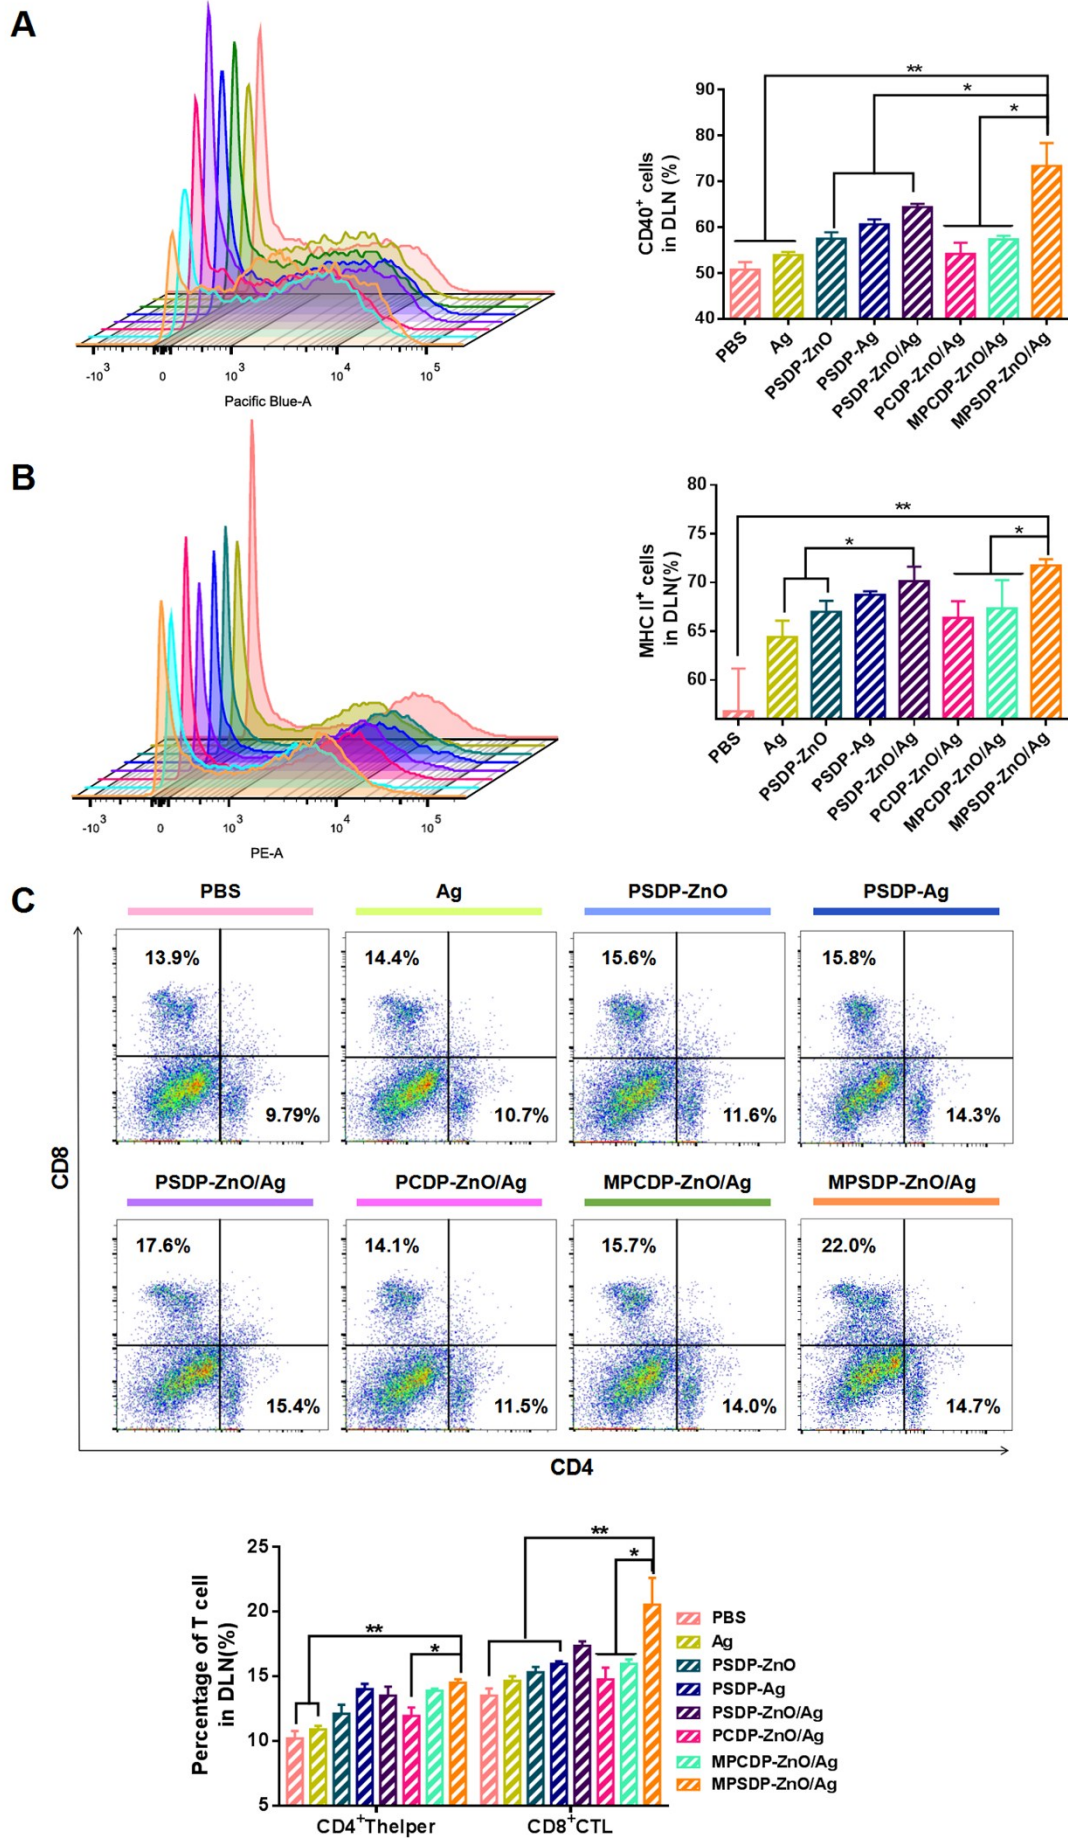 A
-10³ 0 10³ 10⁴ 10⁵
Pacific Blue-A
CD40⁺ cells
in DLN (%)
90
80
70
60
50
40
**
*
*
PBS
Ag
PSDP-ZnO
PSDP-Ag
PSDP-ZnO/Ag
PCDP-ZnO/Ag
MPCDP-ZnO/Ag
MPSDP-ZnO/Ag
B
-10³ 0 10³ 10⁴ 10⁵
PE-A
MHC II⁺ cells
in DLN(%)
80
75
70
65
60
**
*
*
PBS
Ag
PSDP-ZnO
PSDP-Ag
PSDP-ZnO/Ag
PCDP-ZnO/Ag
MPCDP-ZnO/Ag
MPSDP-ZnO/Ag
C
PBS Ag PSDP-ZnO PSDP-Ag
13.9% 14.4% 15.6% 15.8%
9.79% 10.7% 11.6% 14.3%
PSDP-ZnO/Ag PCDP-ZnO/Ag MPCDP-ZnO/Ag MPSDP-ZnO/Ag
17.6% 14.1% 15.7% 22.0%
15.4% 11.5% 14.0% 14.7%
CD8
CD4
Percentage of T cell
in DLN(%)
25
20
15
10
5
**
*
**
*
CD4⁺Thelper CD8⁺CTL
PBS
Ag
PSDP-ZnO
PSDP-Ag
PSDP-ZnO/Ag
PCDP-ZnO/Ag
MPCDP-ZnO/Ag
MPSDP-ZnO/Ag